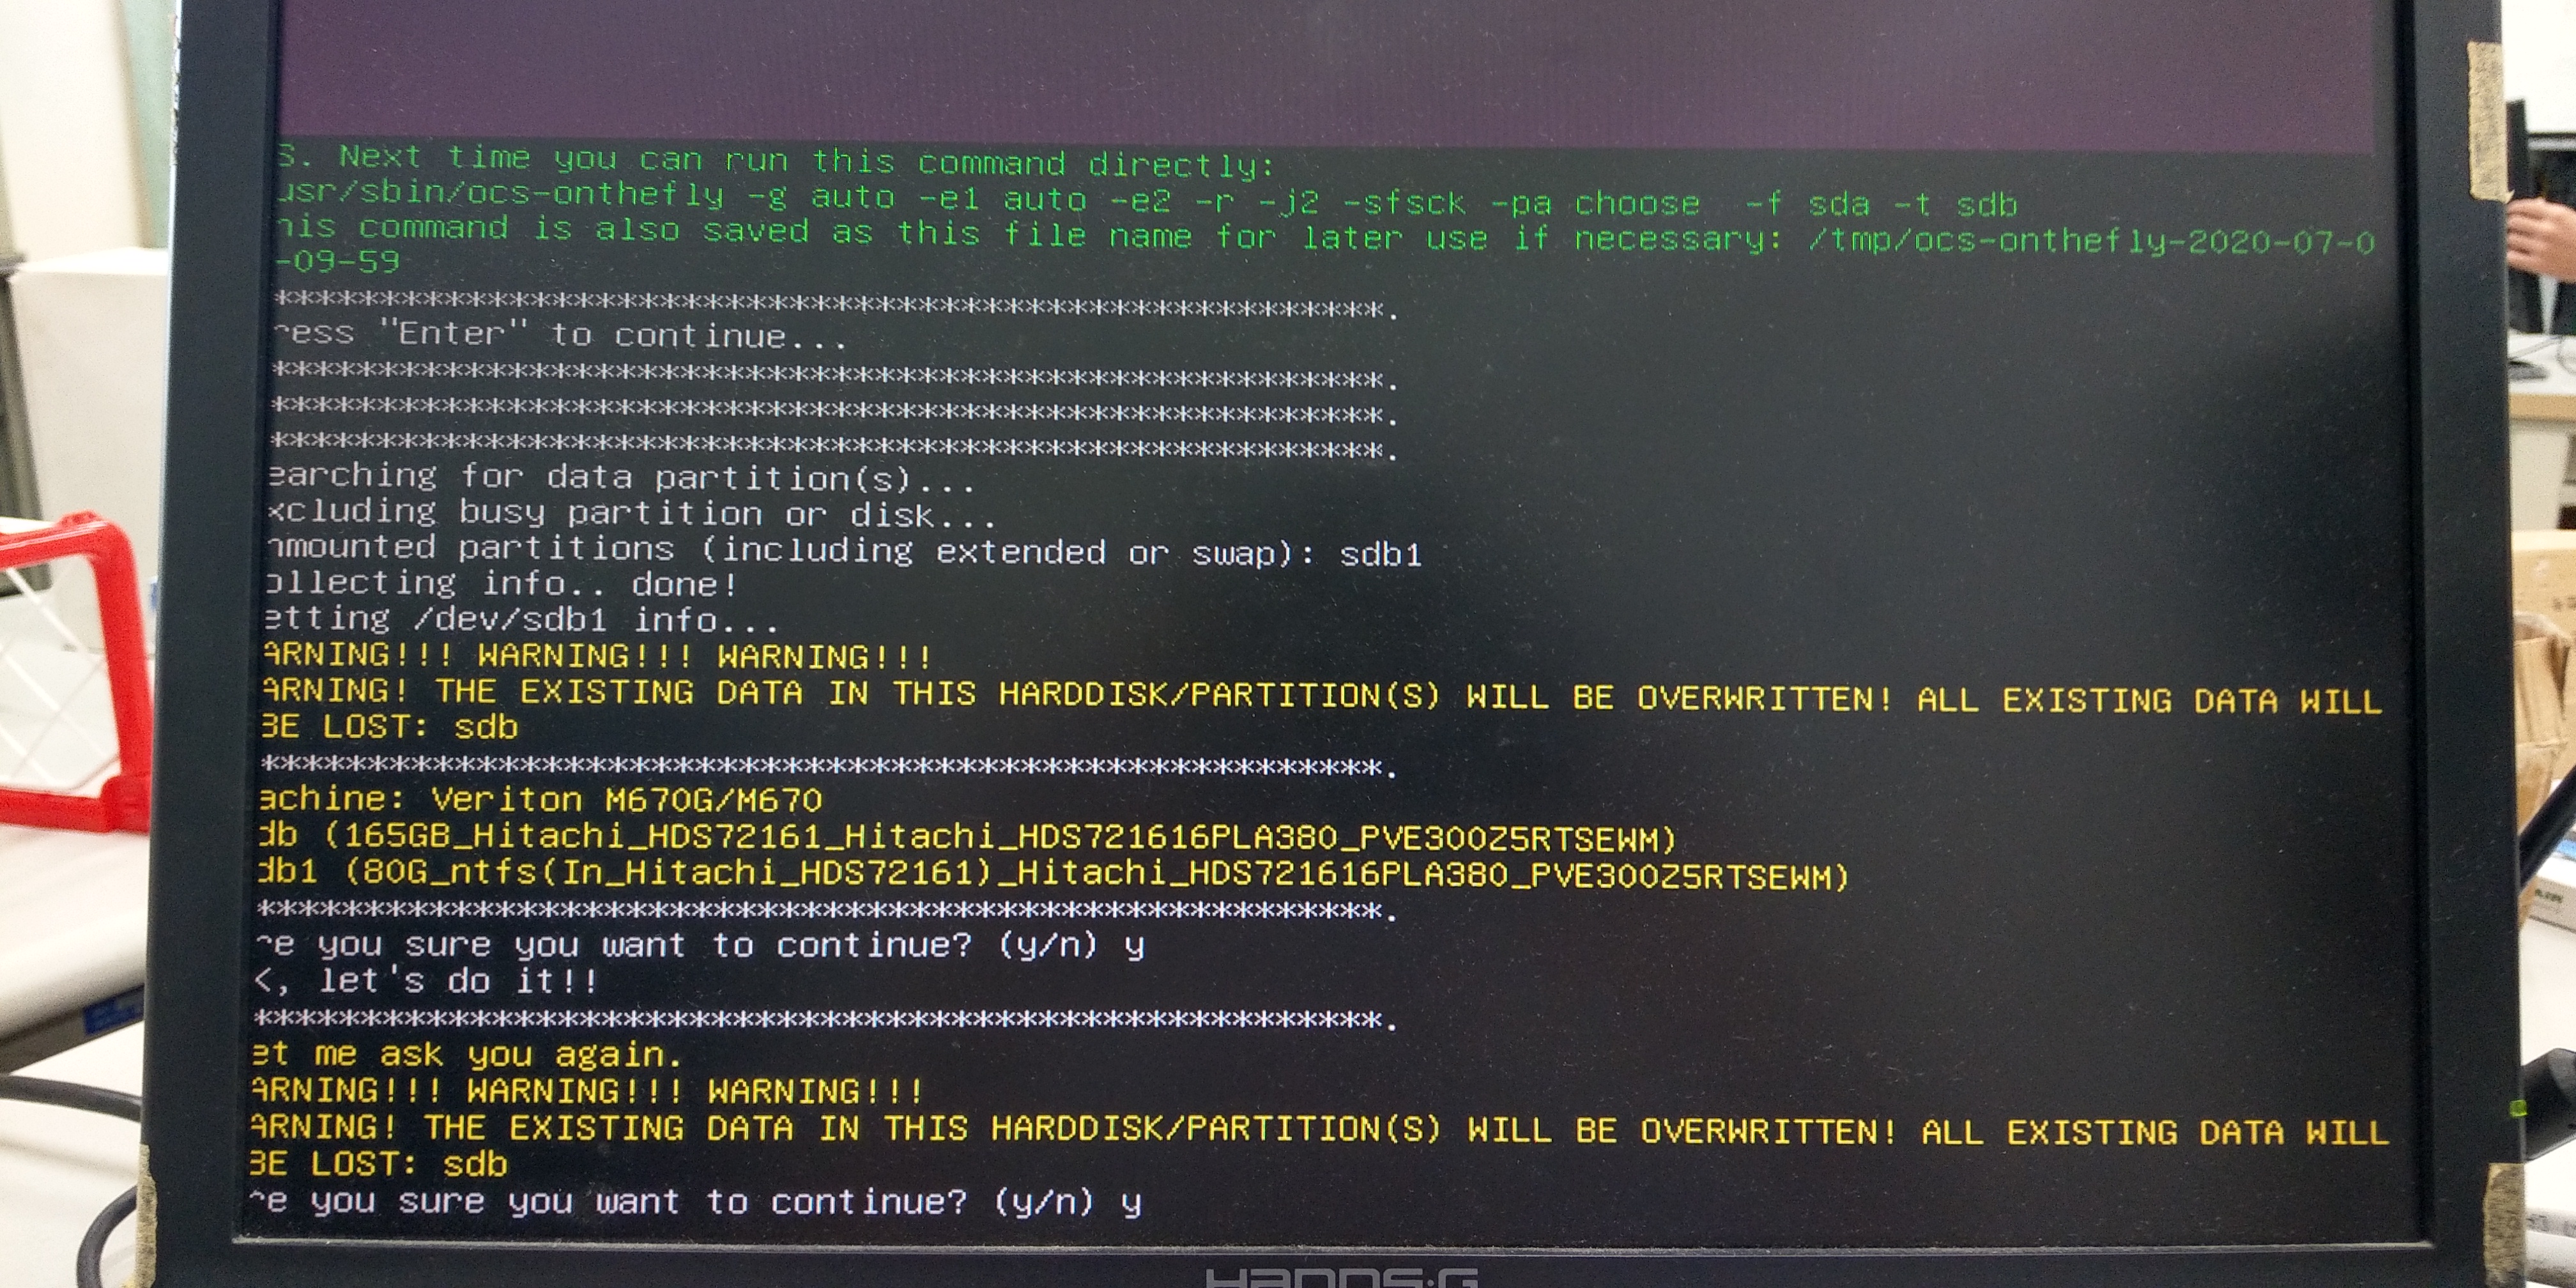 S. Next time you can run this command directly:
usr/sbin/ocs-onthefly -g auto -e1 auto -e2 -r -j2 -sfsck -pa choose  -f sda -t sdb
his command is also saved as this file name for later use if necessary: /tmp/ocs-onthefly-2020-07-0
-09-59
****************************************************.
ress "Enter" to continue...
****************************************************.
****************************************************.
****************************************************.
earching for data partition(s)...
xcluding busy partition or disk...
nmounted partitions (including extended or swap): sdb1
ollecting info.. done!
etting /dev/sdb1 info...
ARNING!!! WARNING!!! WARNING!!!
ARNING! THE EXISTING DATA IN THIS HARDDISK/PARTITION(S) WILL BE OVERWRITTEN! ALL EXISTING DATA WILL
BE LOST: sdb
****************************************************.
achine: Veriton M670G/M670
db (165GB_Hitachi_HDS72161_Hitachi_HDS721616PLA380_PVE300Z5RTSEWM)
db1 (80G_ntfs(In_Hitachi_HDS72161)_Hitachi_HDS721616PLA380_PVE300Z5RTSEWM)
****************************************************.
re you sure you want to continue? (y/n) y
K, let's do it!!
****************************************************.
et me ask you again.
ARNING!!! WARNING!!! WARNING!!!
ARNING! THE EXISTING DATA IN THIS HARDDISK/PARTITION(S) WILL BE OVERWRITTEN! ALL EXISTING DATA WILL
BE LOST: sdb
re you sure you want to continue? (y/n) y
HANNS·G